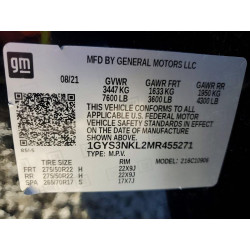 gm
MFD BY GENERAL MOTORS LLC
08/21 GVWR GAWR FRT GAWR RR
3447 KG 1633 KG 1950 KG
7600 LB 3600 LB 4300 LB
THIS VEHICLE CONFORMS TO ALL
APPLICABLE U.S. FEDERAL MOTOR
VEHICLE SAFETY STANDARDS IN
EFFECT ON THE DATE OF
MANUFACTURE SHOWN ABOVE.
1GYS3NKL2MR455271
TYPE: M.P.V.
TIRE SIZE RIM
FRT 275/50R22 H 22X9J
RR 275/50R22 H 22X9J
SPA 265/70R17 S 17X7J